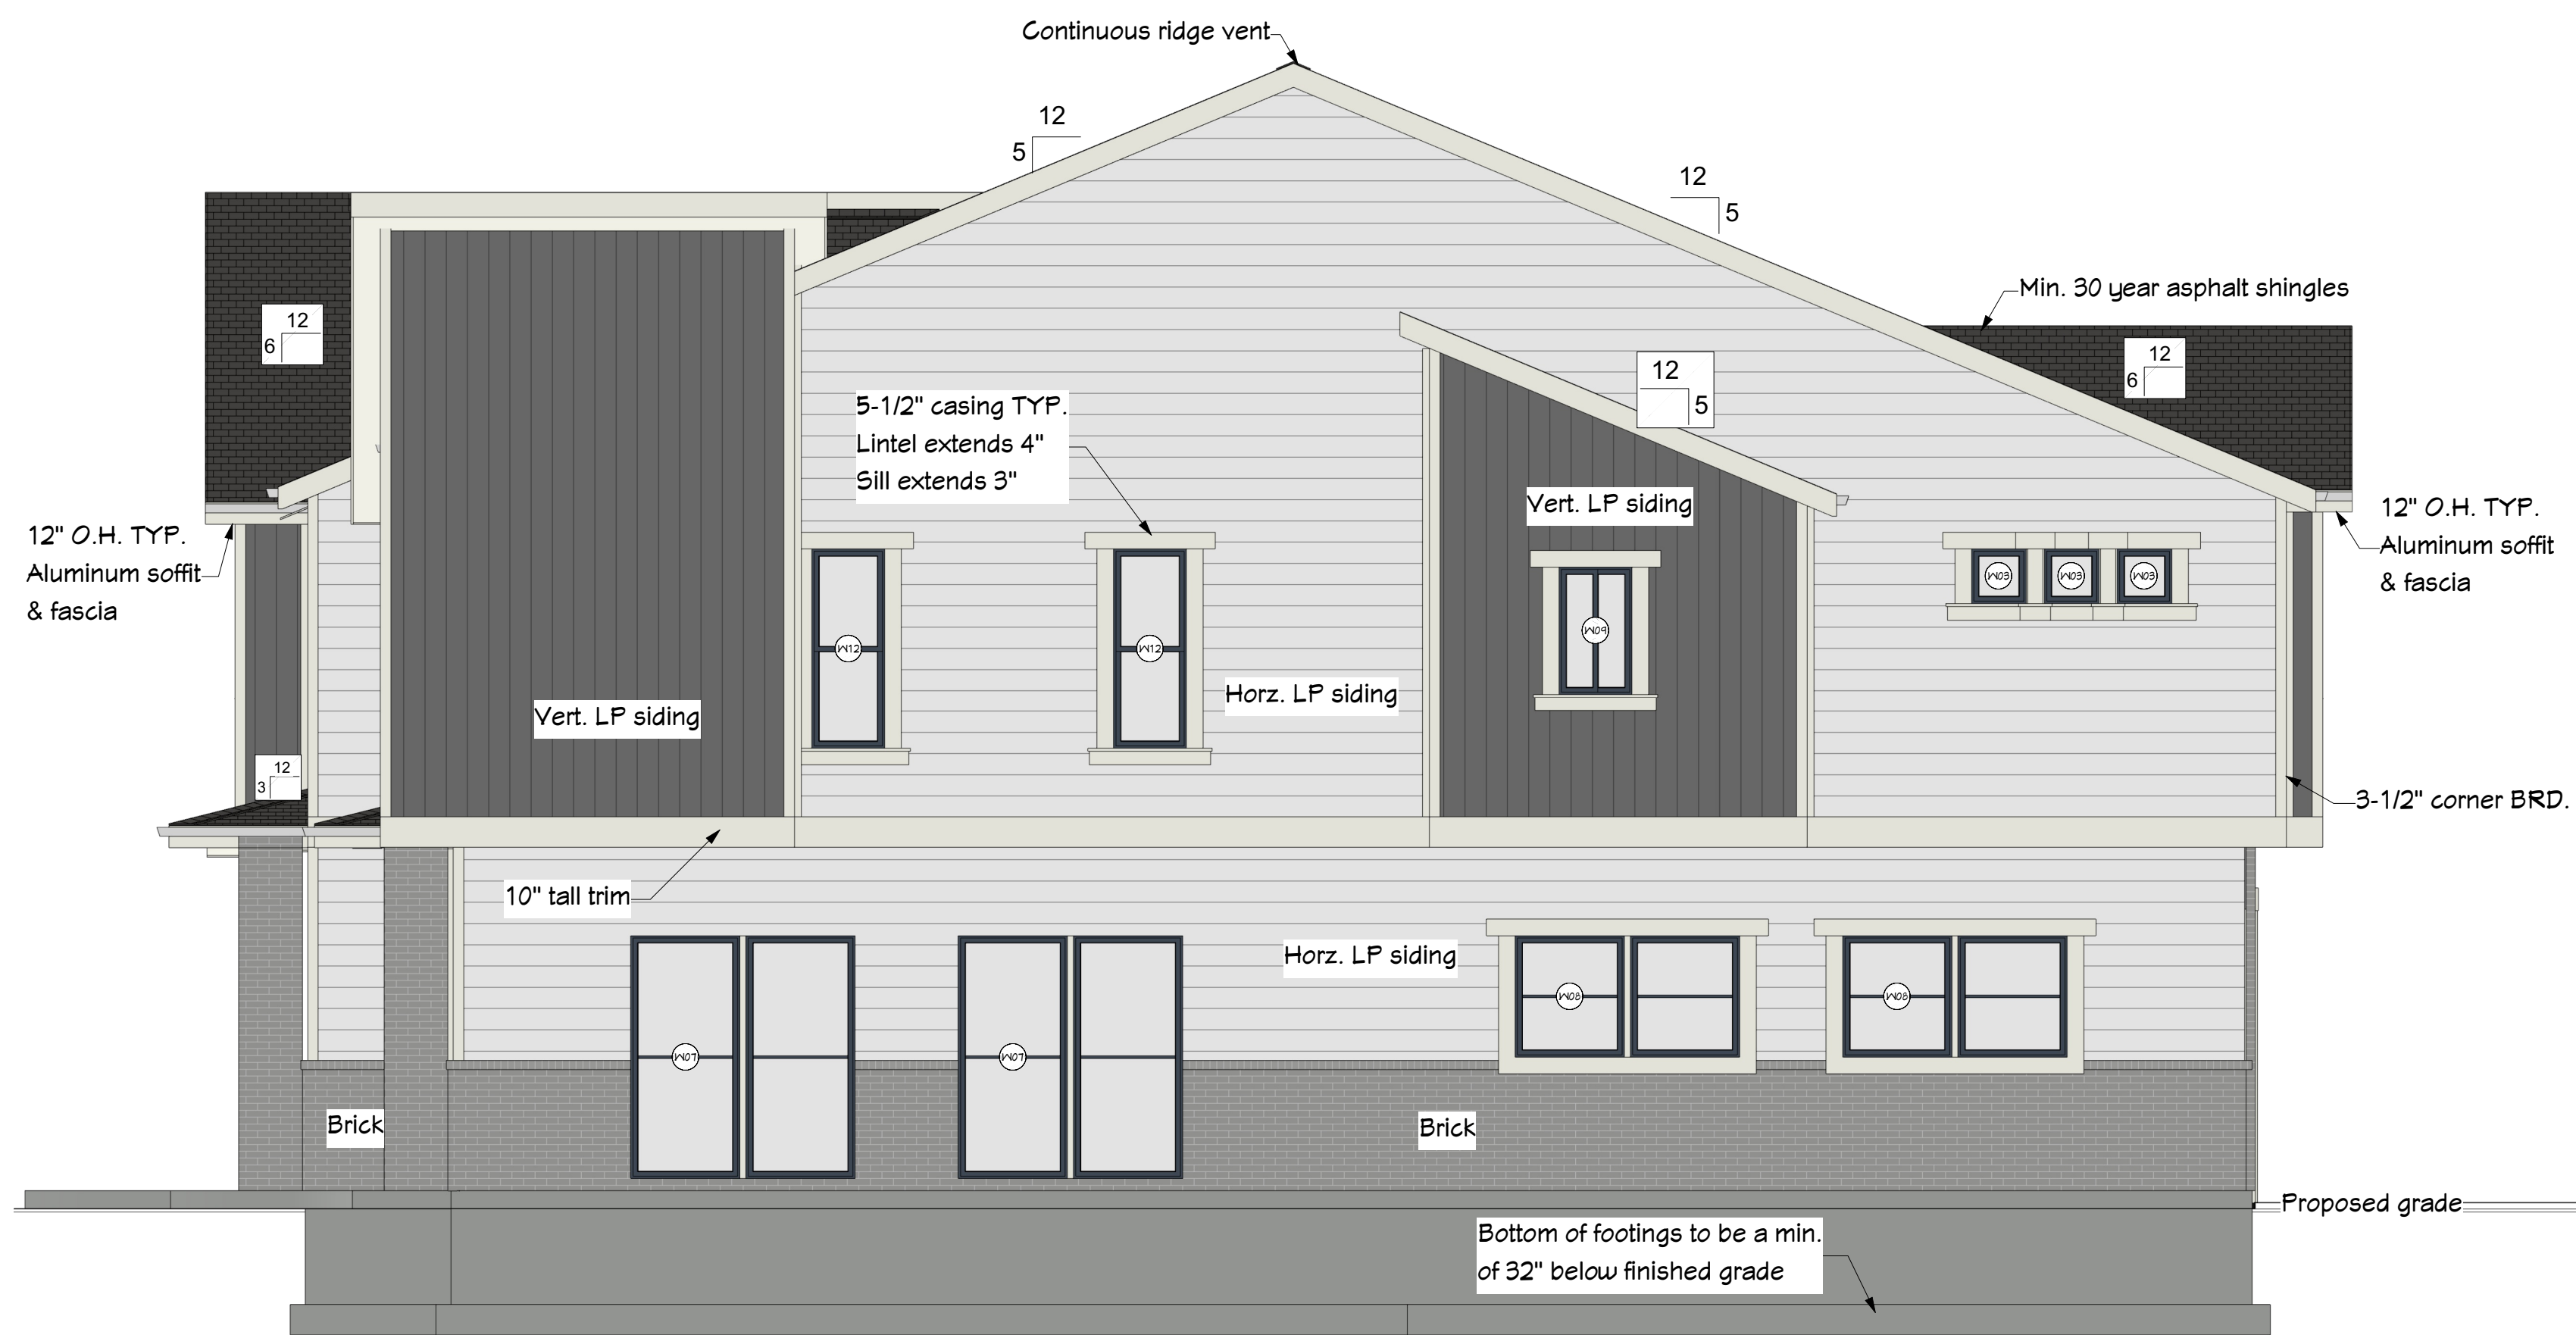 Continuous ridge vent
12
5
12
5
Min. 30 year asphalt shingles
12
6
12
6
12
5
5-1/2" casing TYP.
Lintel extends 4"
Sill extends 3"
Vert. LP siding
12" O.H. TYP.
Aluminum soffit
& fascia
12" O.H. TYP.
Aluminum soffit
& fascia
W03
W03
W03
W09
W12
W12
Horz. LP siding
Vert. LP siding
12
3
3-1/2" corner BRD.
10" tall trim
Horz. LP siding
W08
W08
W07
W07
Brick
Brick
Proposed grade
Bottom of footings to be a min.
of 32" below finished grade